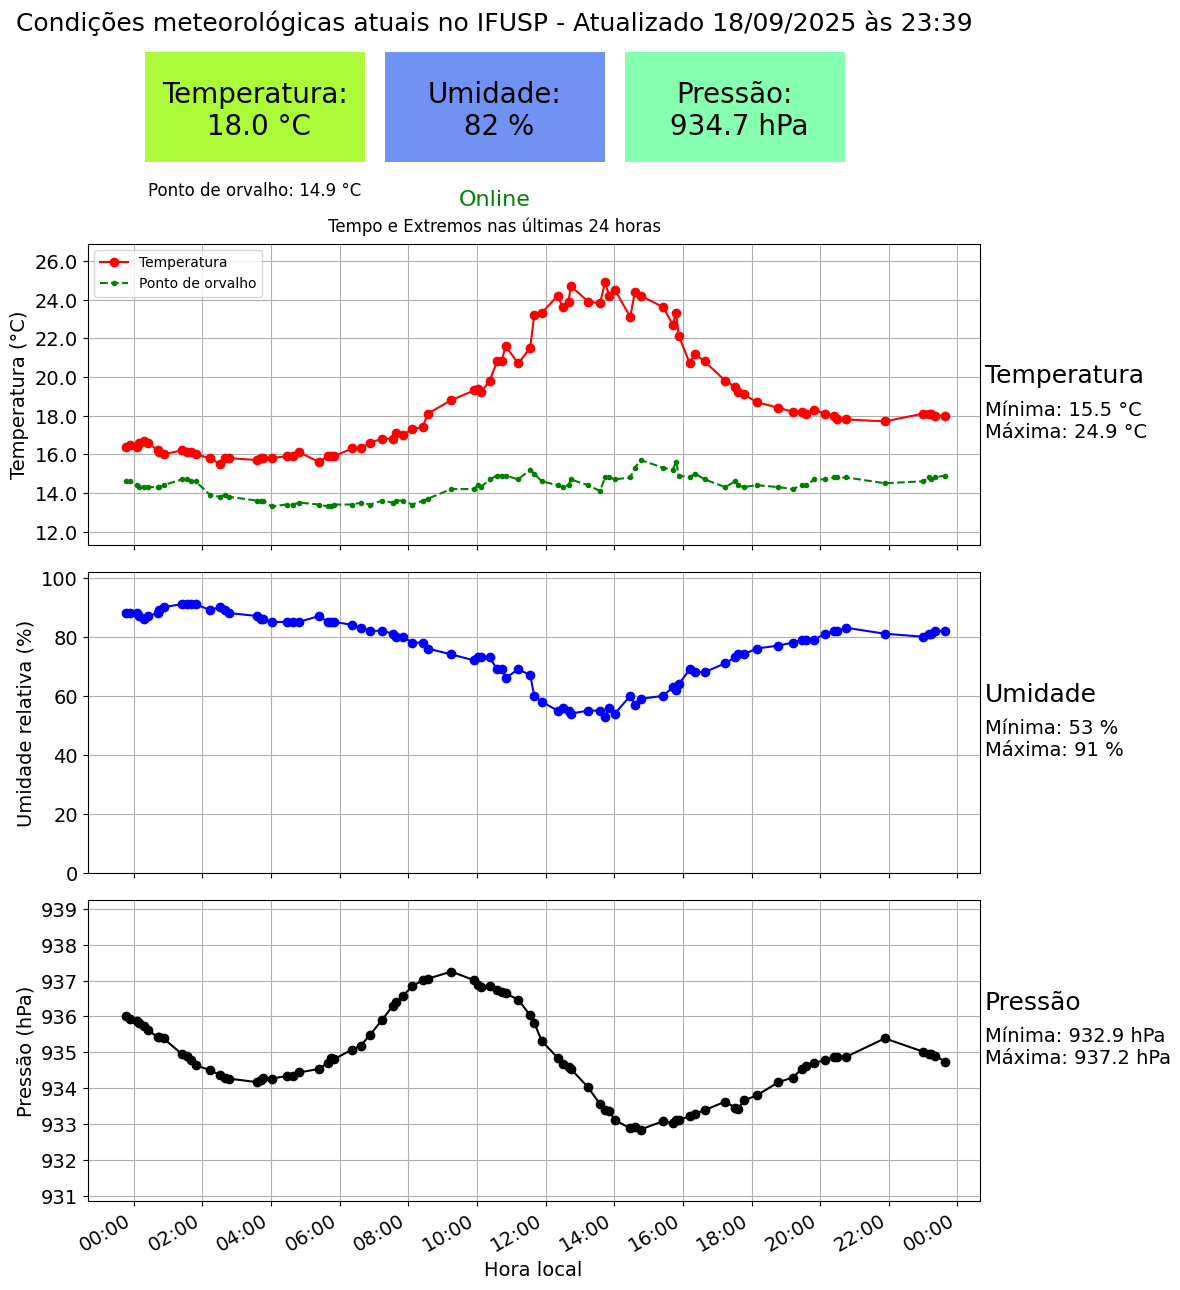 Condições meteorológicas atuais no IFUSP - Atualizado 18/09/2025 às 23:39
Temperatura:
18.0 °C
Umidade:
82 %
Pressão:
934.7 hPa
Ponto de orvalho: 14.9 °C
Online
Tempo e Extremos nas últimas 24 horas
Temperatura
Ponto de orvalho
Temperatura (°C)
26.0
24.0
22.0
20.0
18.0
16.0
14.0
12.0
Temperatura
Mínima: 15.5 °C
Máxima: 24.9 °C
Umidade relativa (%)
100
80
60
40
20
0
Umidade
Mínima: 53 %
Máxima: 91 %
Pressão (hPa)
939
938
937
936
935
934
933
932
931
Pressão
Mínima: 932.9 hPa
Máxima: 937.2 hPa
00:00 02:00 04:00 06:00 08:00 10:00 12:00 14:00 16:00 18:00 20:00 22:00 00:00
Hora local